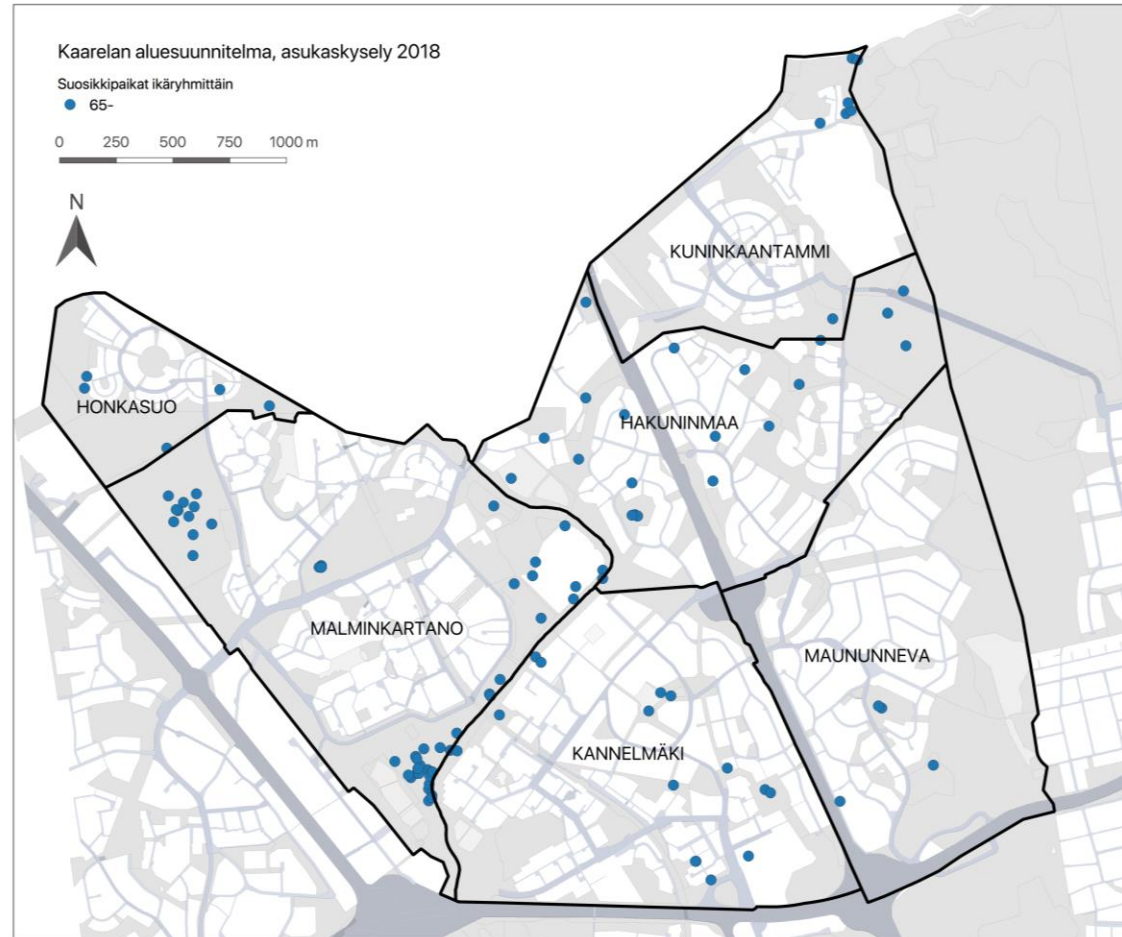 Kaarelan aluesuunnitelma, asukaskysely 2018
Suosikkipaikat ikäryhmittäin
65-
0 250 500 750 1000 m
N
KUNINKAANTAMMI
HONKASUO
HAKUNINMAA
MALMINKARTANO
MAUNUNNEVA
KANNELMÄKI